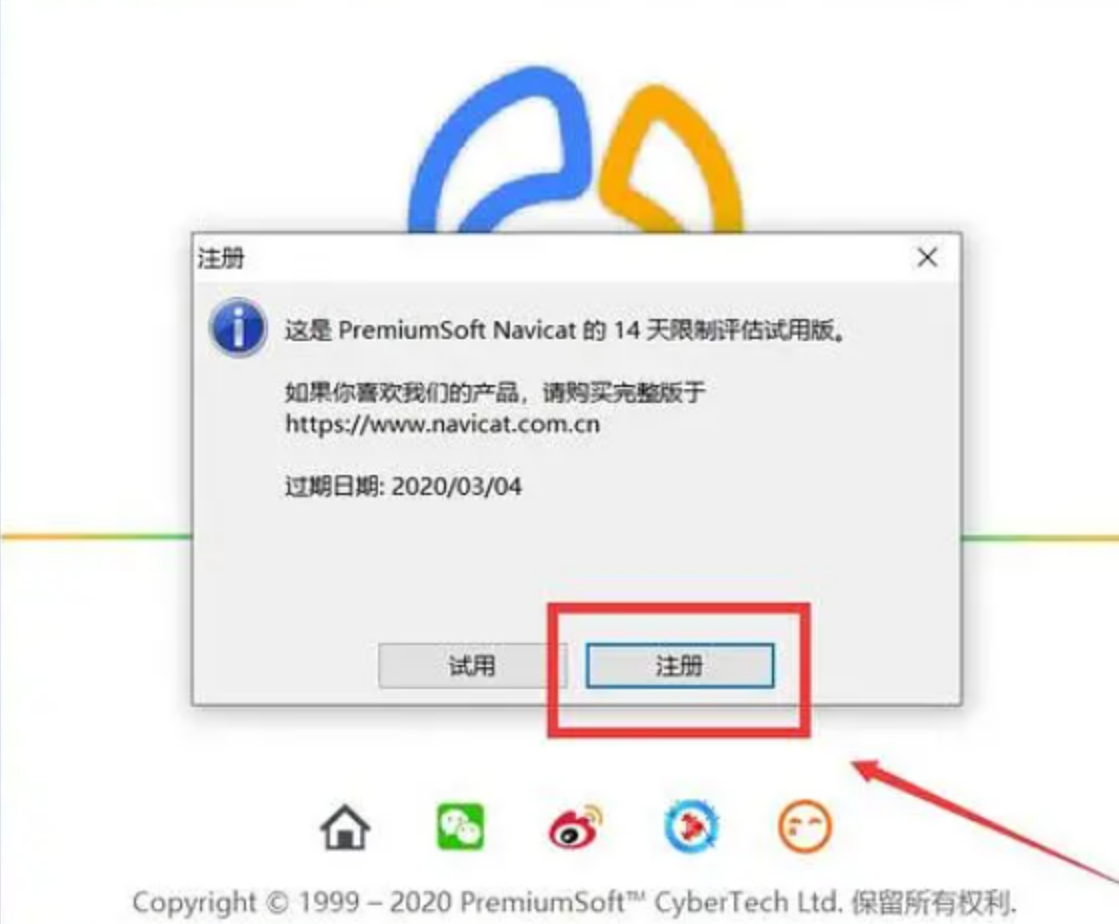 注册
这是 PremiumSoft Navicat 的 14 天限制评估试用版。
如果你喜欢我们的产品，请购买完整版于
https://www.navicat.com.cn
过期日期: 2020/03/04
试用
注册
Copyright © 1999 – 2020 PremiumSoft™ CyberTech Ltd. 保留所有权利.